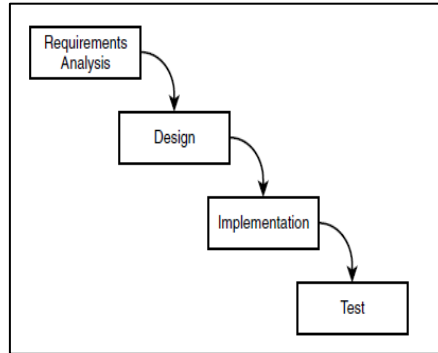 Requirements
Analysis
Design
Implementation
Test